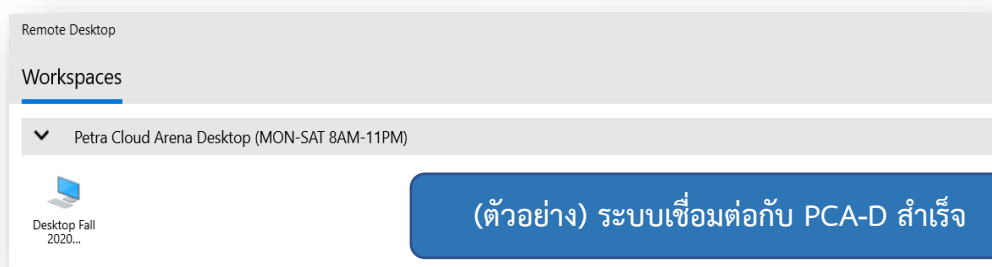 Remote Desktop
Workspaces
Petra Cloud Arena Desktop (MON-SAT 8AM-11PM)
Desktop Fall
2020...
(ตัวอย่าง) ระบบเชื่อมต่อกับ PCA-D สำเร็จ